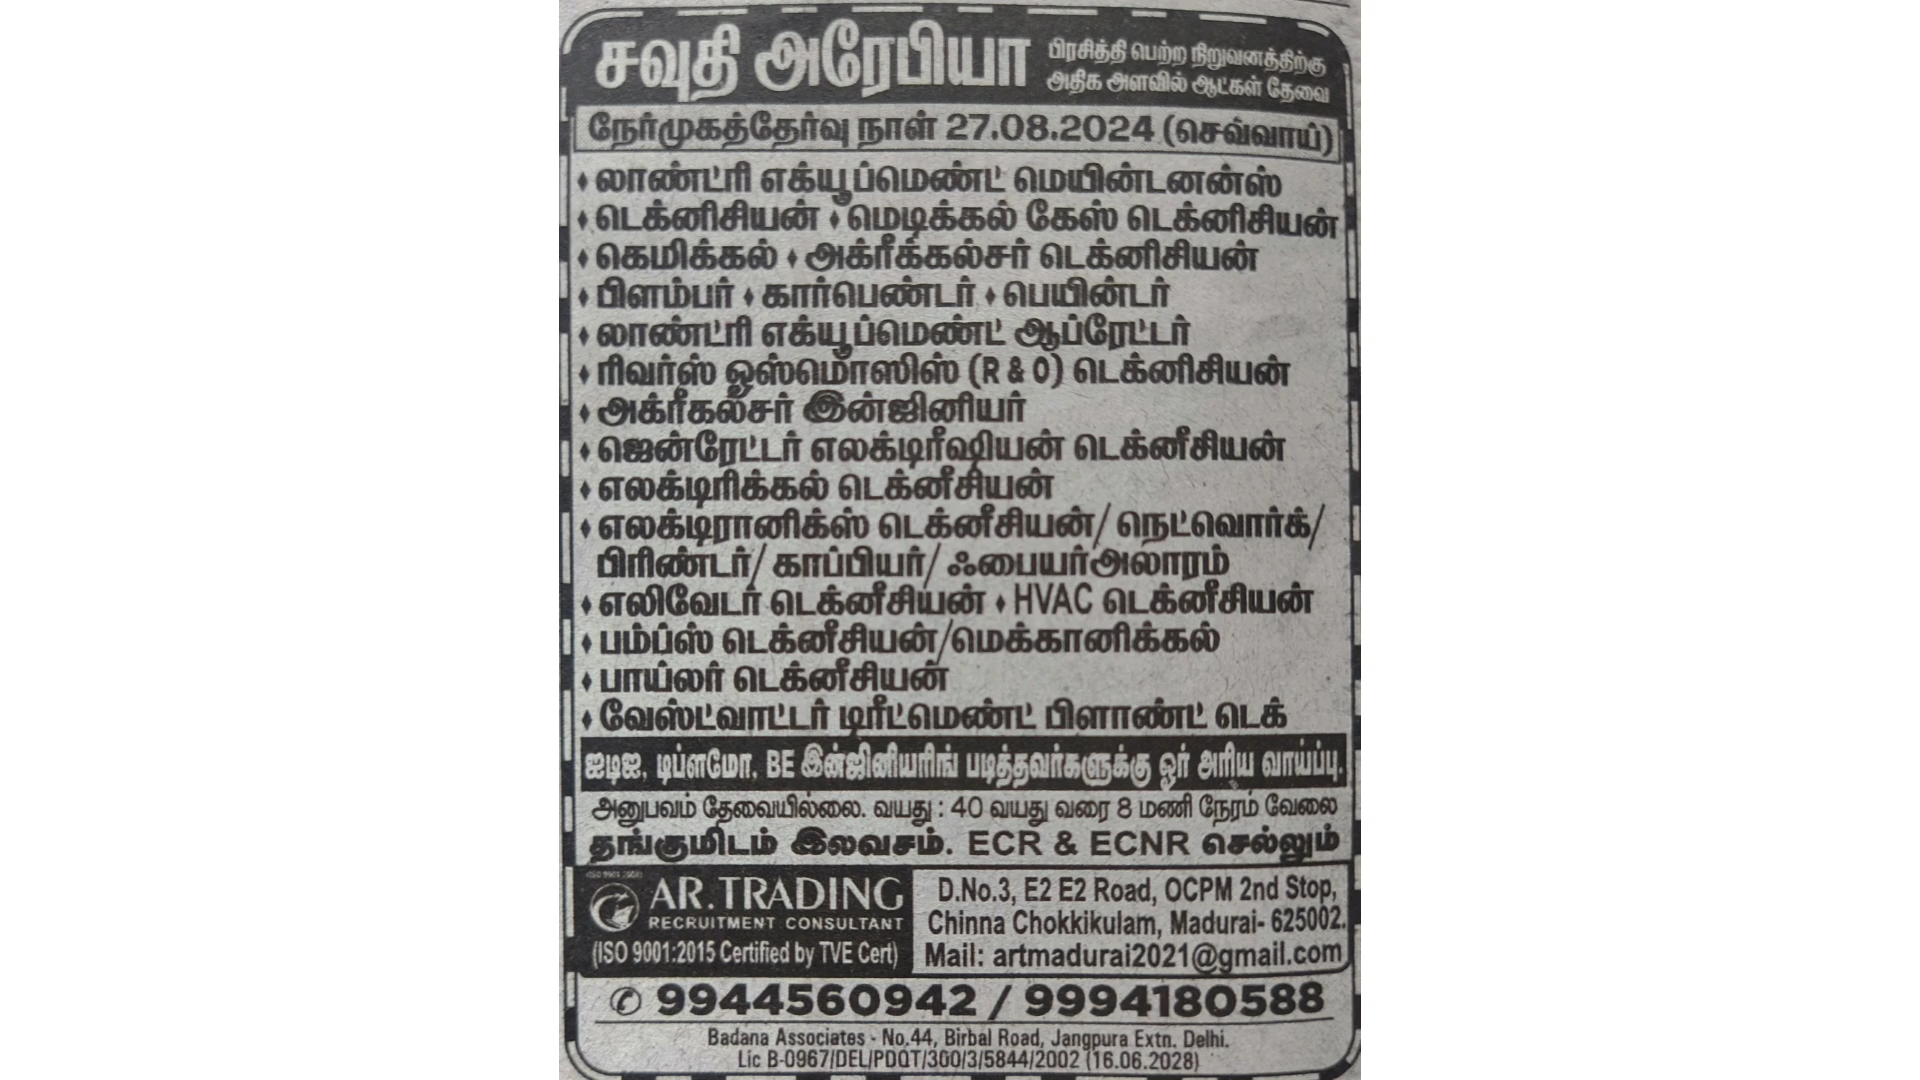 சவுதி அரேபியா
பிரசித்தி பெற்ற நிறுவனத்திற்கு
அதிக அளவில் ஆட்கள் தேவை
நேர்முகத்தேர்வு நாள் 27.08.2024 (செவ்வாய்)
♦ லாண்ட்ரி எக்யூப்மெண்ட் மெயின்டனன்ஸ்
♦ டெக்னிசியன் ♦ மெடிக்கல் கேஸ் டெக்னிசியன்
♦ கெமிக்கல் ♦ அக்ரீக்கல்சர் டெக்னிசியன்
♦ பிளம்பர் ♦ கார்பெண்டர் ♦ பெயின்டர்
♦ லாண்ட்ரி எக்யூப்மெண்ட் ஆப்ரேட்டர்
♦ ரிவர்ஸ் ஒஸ்மொஸிஸ் (R & O) டெக்னிசியன்
♦ அக்ரீகல்சர் இன்ஜினியர்
♦ ஜென்ரேட்டர் எலக்டிரீஷியன் டெக்னீசியன்
♦ எலக்டிரிக்கல் டெக்னீசியன்
♦ எலக்டிரானிக்ஸ் டெக்னீசியன்/ நெட்வொர்க்/
பிரிண்டர்/ காப்பியர்/ ஃபையர்அலாரம்
♦ எலிவேடர் டெக்னீசியன் ♦ HVAC டெக்னீசியன்
♦ பம்ப்ஸ் டெக்னீசியன்/மெக்கானிக்கல்
♦ பாய்லர் டெக்னீசியன்
♦ வேஸ்ட்வாட்டர் டிரீட்மெண்ட் பிளாண்ட் டெக்
ஐடிஐ, டிப்ளமோ, BE இன்ஜினியரிங் படித்தவர்களுக்கு ஓர் அரிய வாய்ப்பு.
அனுபவம் தேவையில்லை. வயது : 40 வயது வரை 8 மணி நேரம் வேலை
தங்குமிடம் இலவசம். ECR & ECNR செல்லும்
AR.TRADING
RECRUITMENT CONSULTANT
(ISO 9001:2015 Certified by TVE Cert)
D.No.3, E2 E2 Road, OCPM 2nd Stop,
Chinna Chokkikulam, Madurai- 625002.
Mail: artmadurai2021@gmail.com
✆ 9944560942 / 9994180588
Badana Associates - No.44, Birbal Road, Jangpura Extn. Delhi.
Lic B-0967/DEL/PDQT/300/3/5844/2002 (16.06.2028)